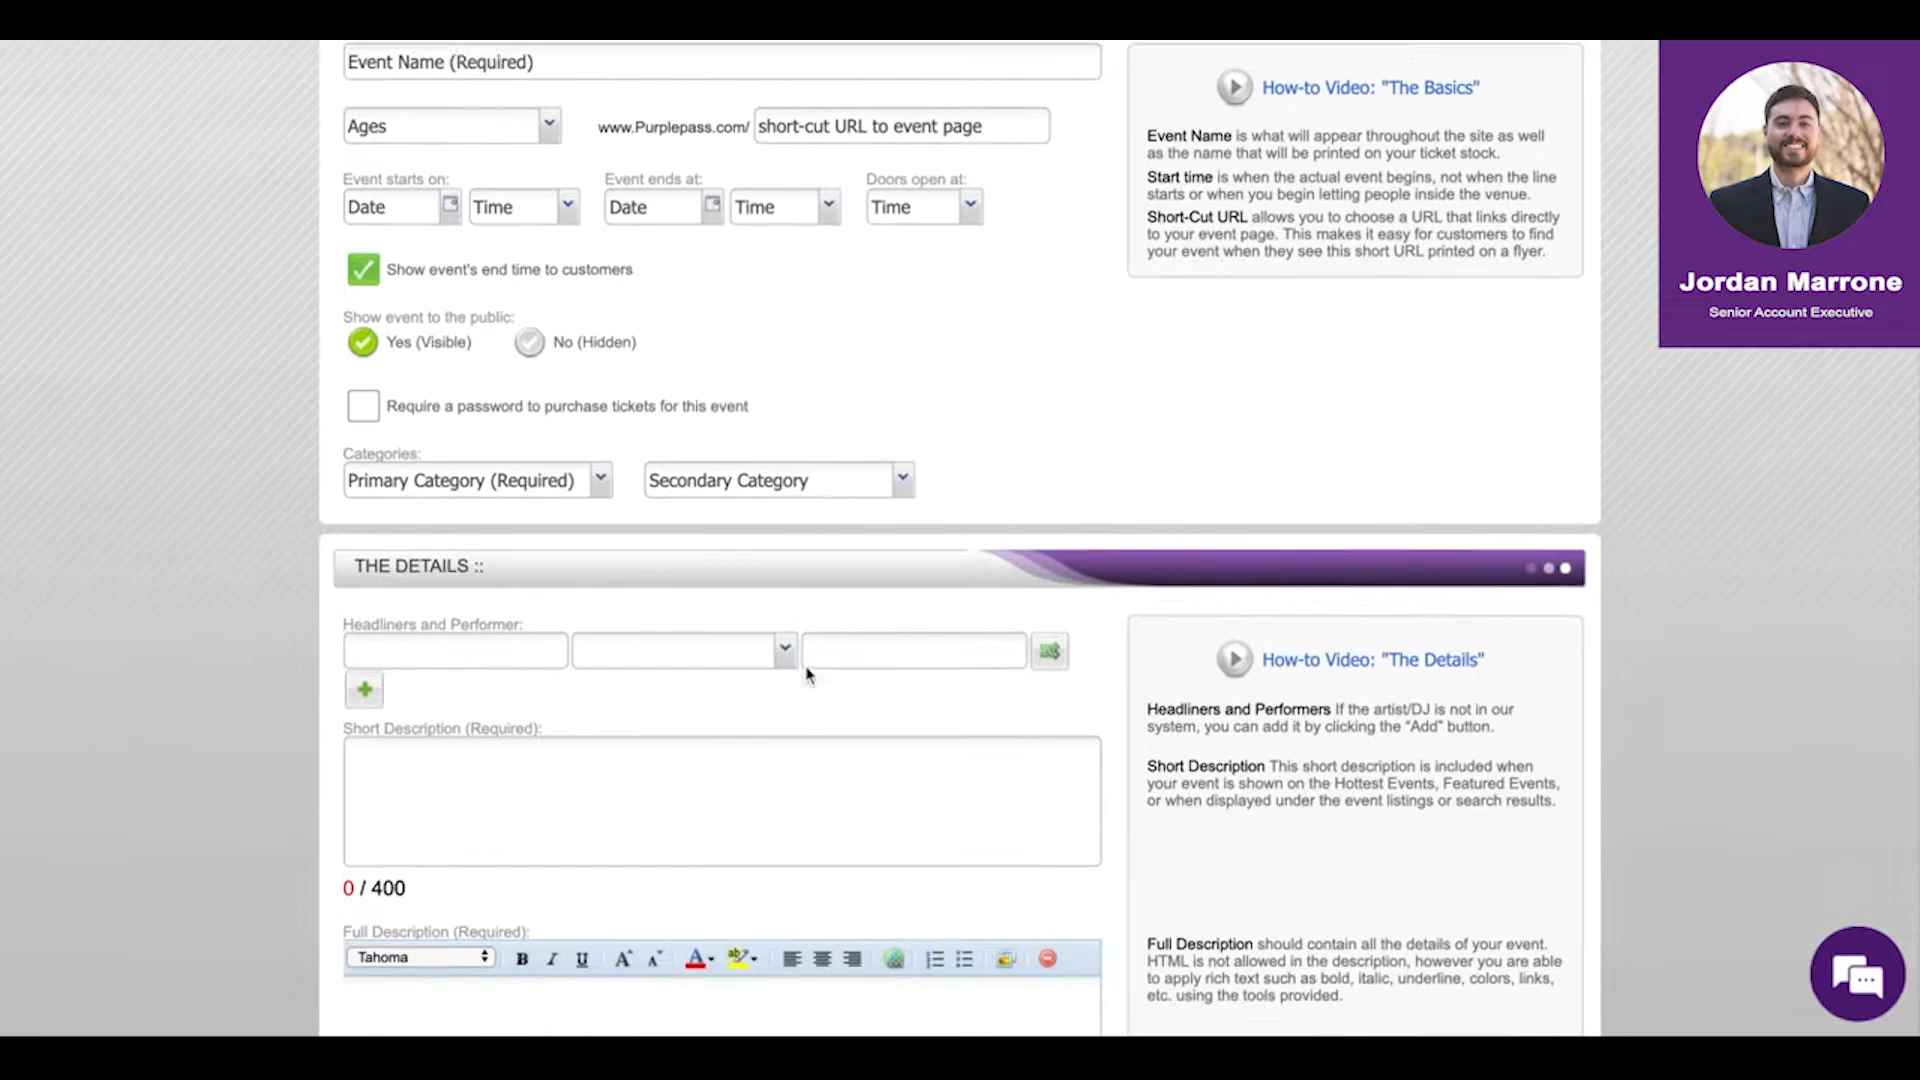 Event Name (Required)
Ages
www.Purplepass.com/ short-cut URL to event page
Event starts on:
Event ends at:
Doors open at:
Date
Time
Date
Time
Time
Show event's end time to customers
Show event to the public:
Yes (Visible)
No (Hidden)
Require a password to purchase tickets for this event
Categories:
Primary Category (Required)
Secondary Category
How-to Video: "The Basics"
Event Name is what will appear throughout the site as well
as the name that will be printed on your ticket stock.
Start time is when the actual event begins, not when the line
starts or when you begin letting people inside the venue.
Short-Cut URL allows you to choose a URL that links directly
to your event page. This makes it easy for customers to find
your event when they see this short URL printed on a flyer.
Jordan Marrone
Senior Account Executive
THE DETAILS ::
Headliners and Performer:
Short Description (Required):
0 / 400
Full Description (Required):
Tahoma
B I U A A A ab
How-to Video: "The Details"
Headliners and Performers If the artist/DJ is not in our
system, you can add it by clicking the “Add” button.
Short Description This short description is included when
your event is shown on the Hottest Events, Featured Events,
or when displayed under the event listings or search results.
Full Description should contain all the details of your event.
HTML is not allowed in the description, however you are able
to apply rich text such as bold, italic, underline, colors, links,
etc. using the tools provided.